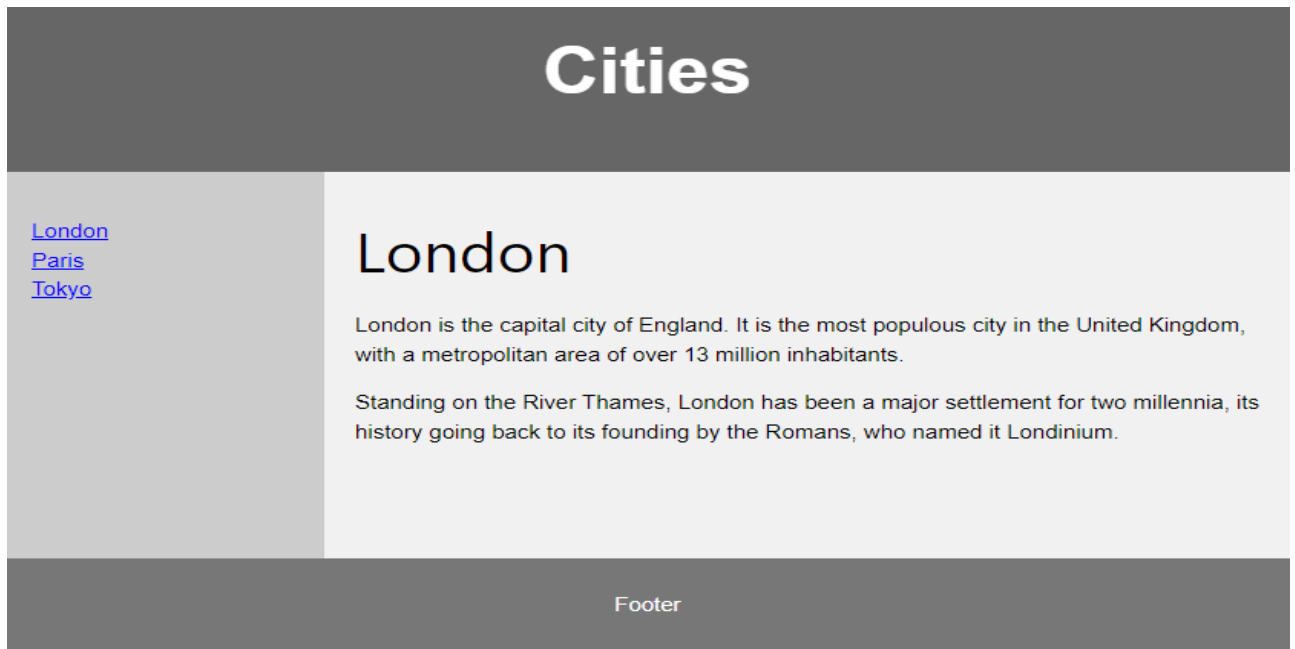 Cities
London
Paris
Tokyo
London
London is the capital city of England. It is the most populous city in the United Kingdom,
with a metropolitan area of over 13 million inhabitants.
Standing on the River Thames, London has been a major settlement for two millennia, its
history going back to its founding by the Romans, who named it Londinium.
Footer